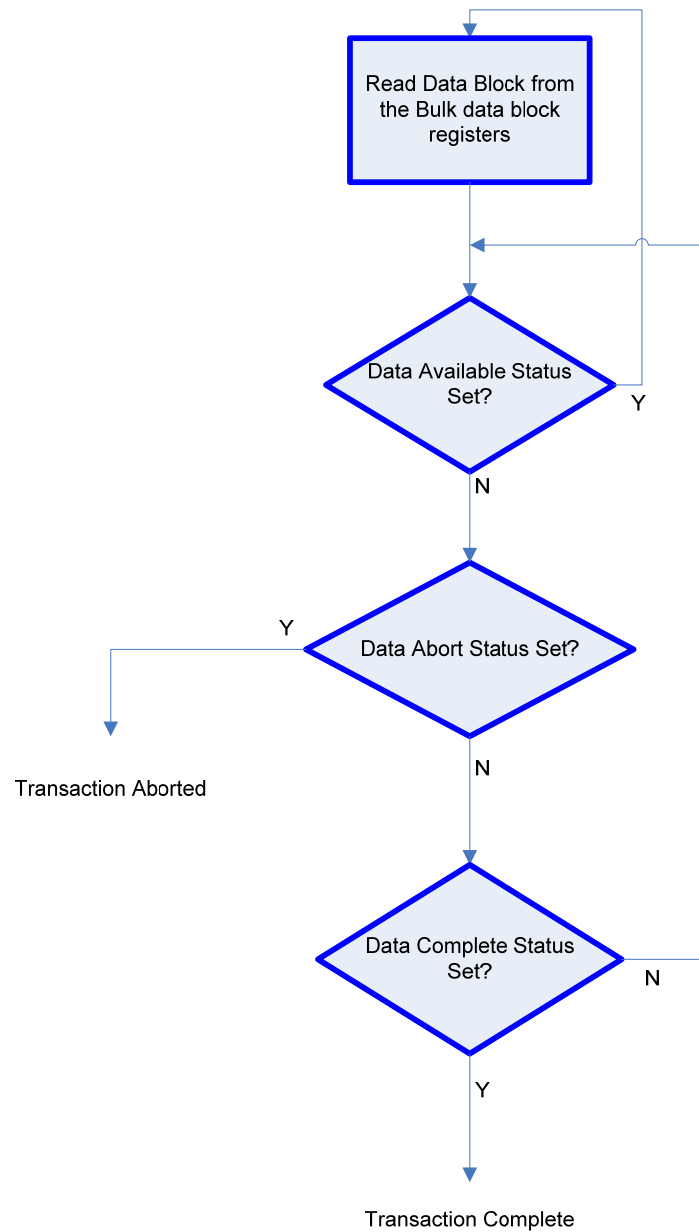 Read Data Block from
the Bulk data block
registers
Data Available Status
Set?
Y
N
Y
Data Abort Status Set?
N
Transaction Aborted
Data Complete Status
Set?
N
Y
Transaction Complete